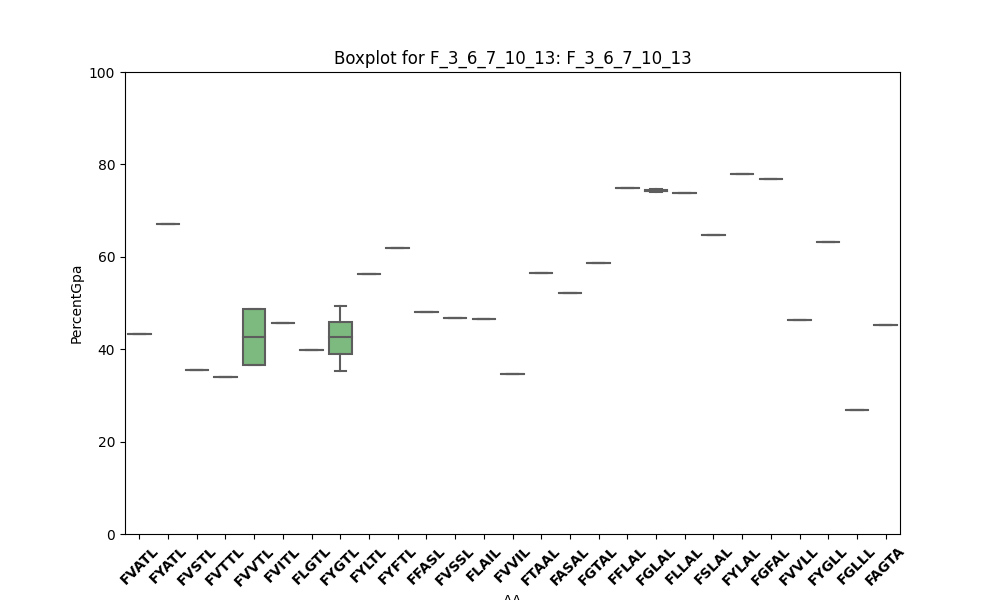 Boxplot for F_3_6_7_10_13: F_3_6_7_10_13
100
80
60
40
20
0
PercentGpa
FVATL FYATL FVSTL FVTTL FVVTL FVITL FLGTL FYGTL FYLTL FYFTL FFASL FVSSL FLAIL FVVIL FTAAL FASAL FGTAL FFLAL FGLAL FLLAL FSLAL FYLAL FGFAL FVVLL FYGLL FGLLL FAGTA
AA